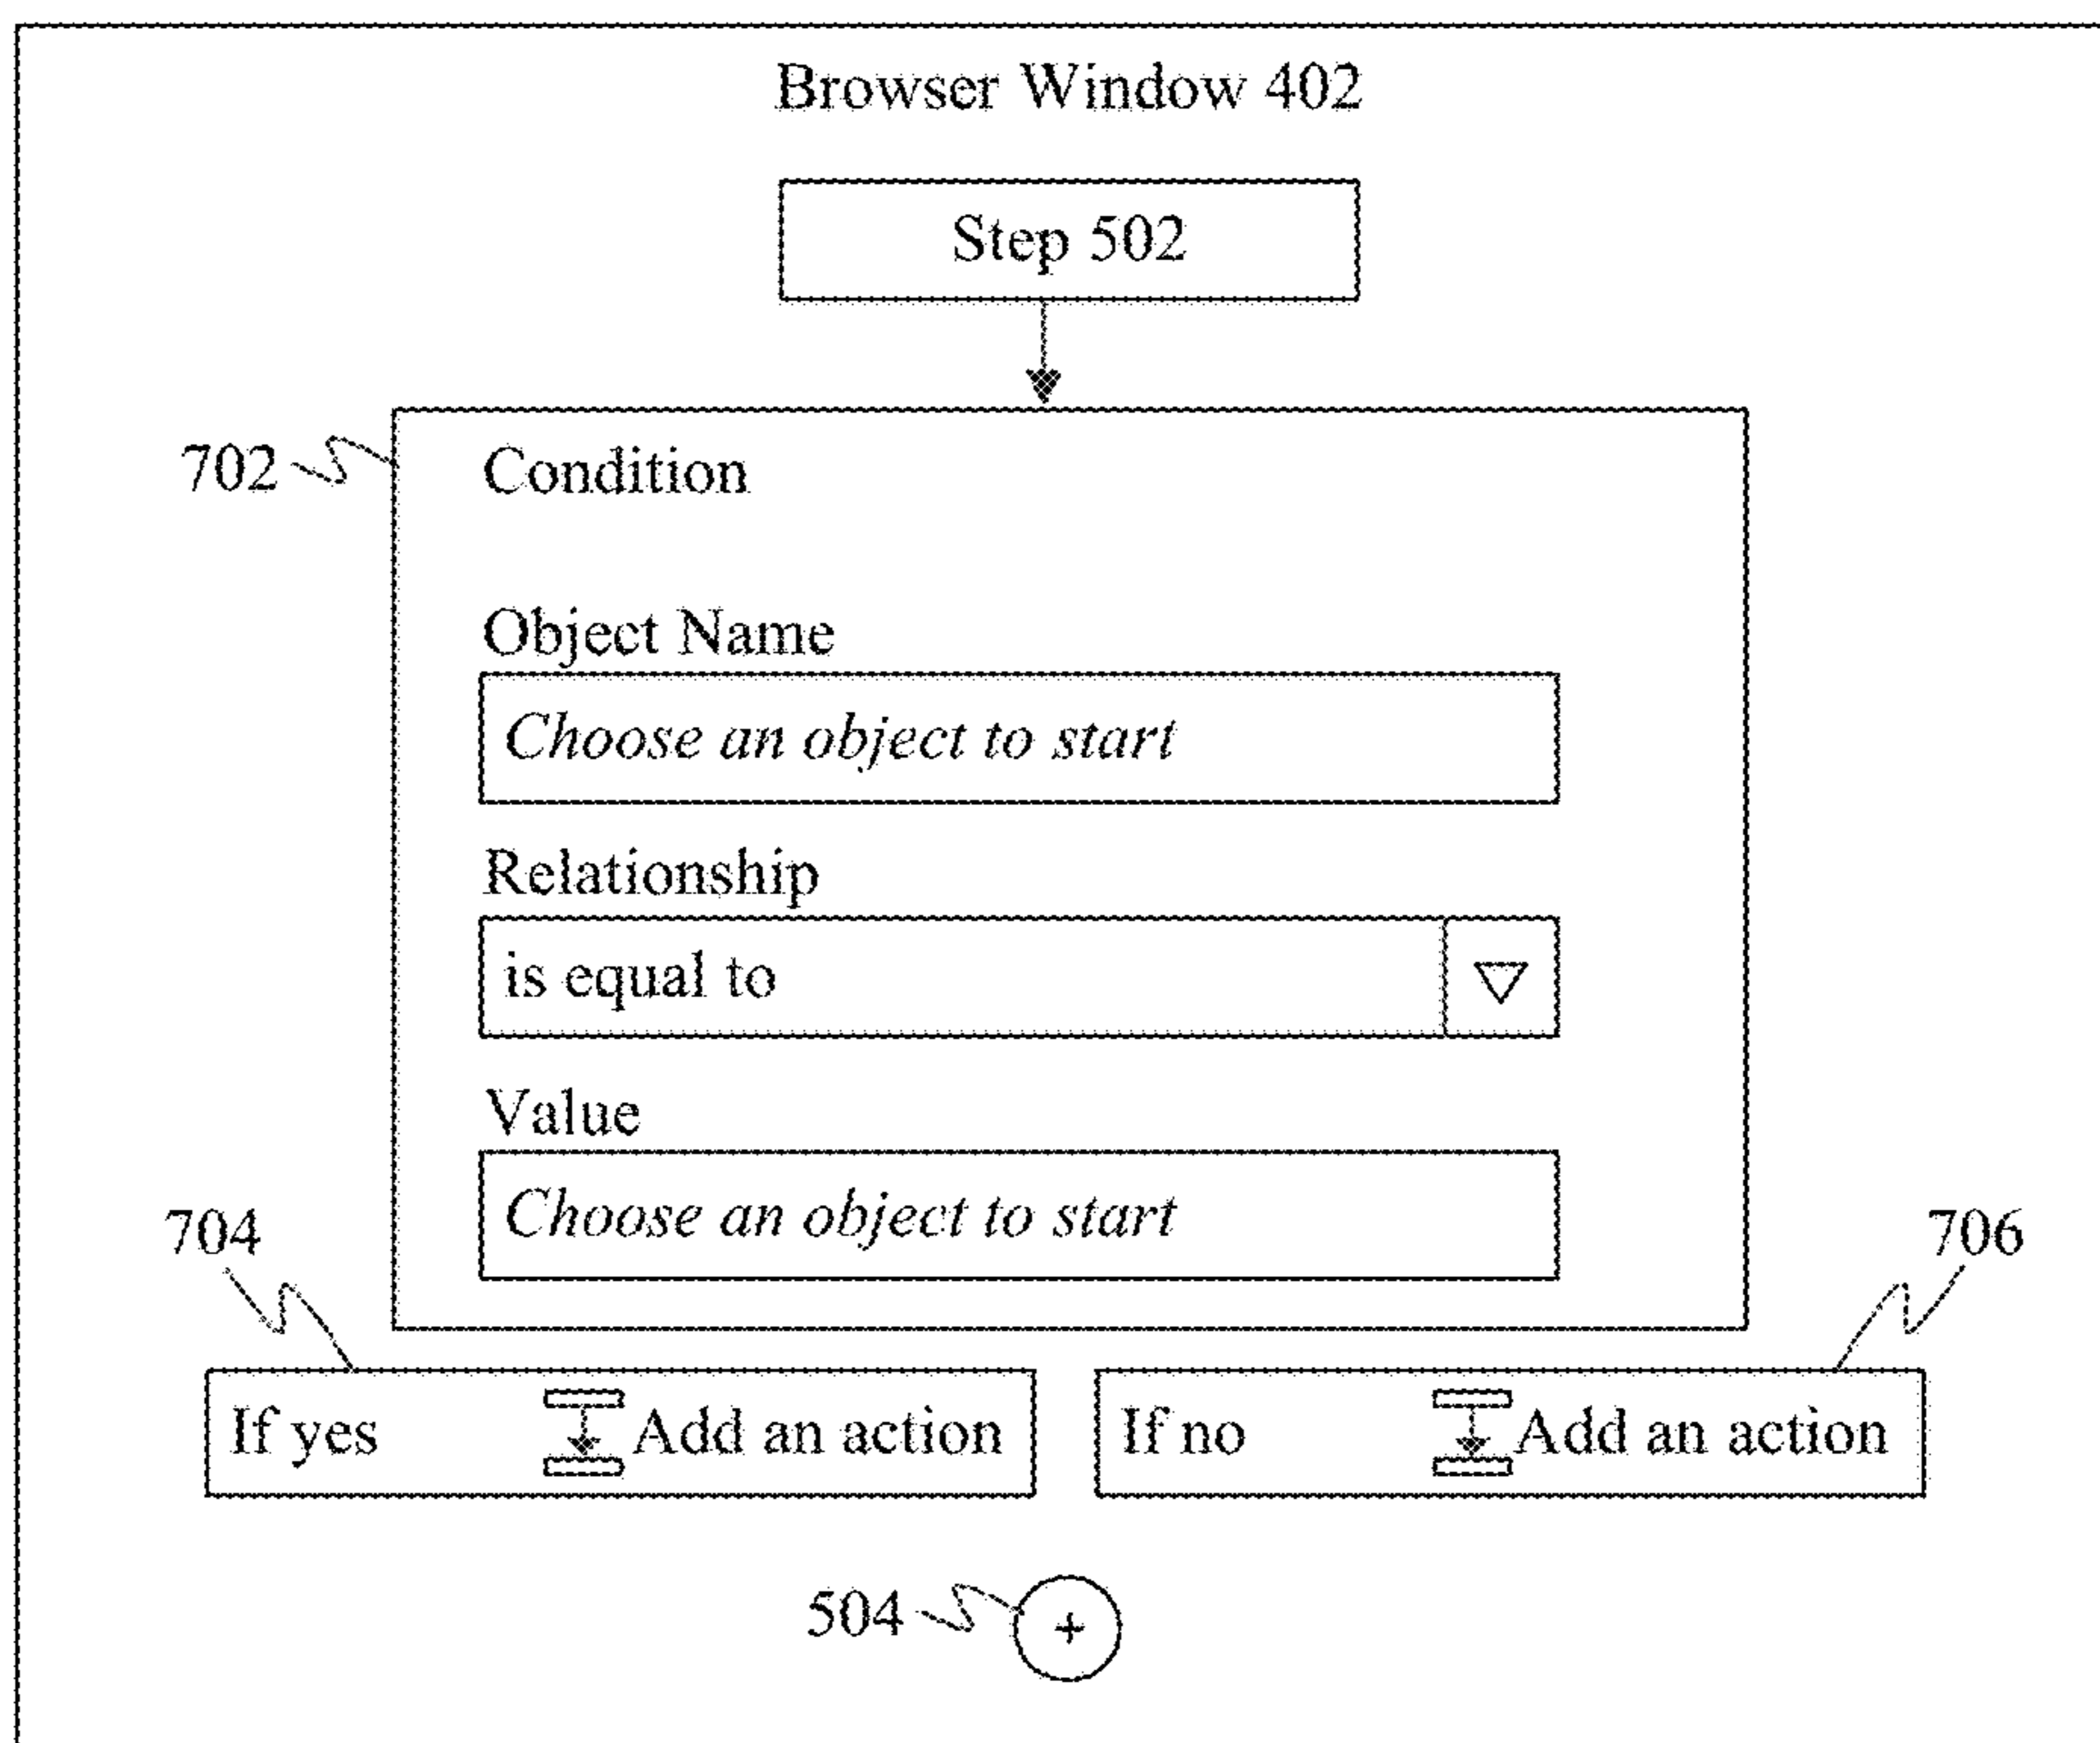 Browser Window 402
Step 502
702
Condition
Object Name
Choose an object to start
Relationship
is equal to
Value
Choose an object to start
704
706
If yes Add an action
If no Add an action
504
+